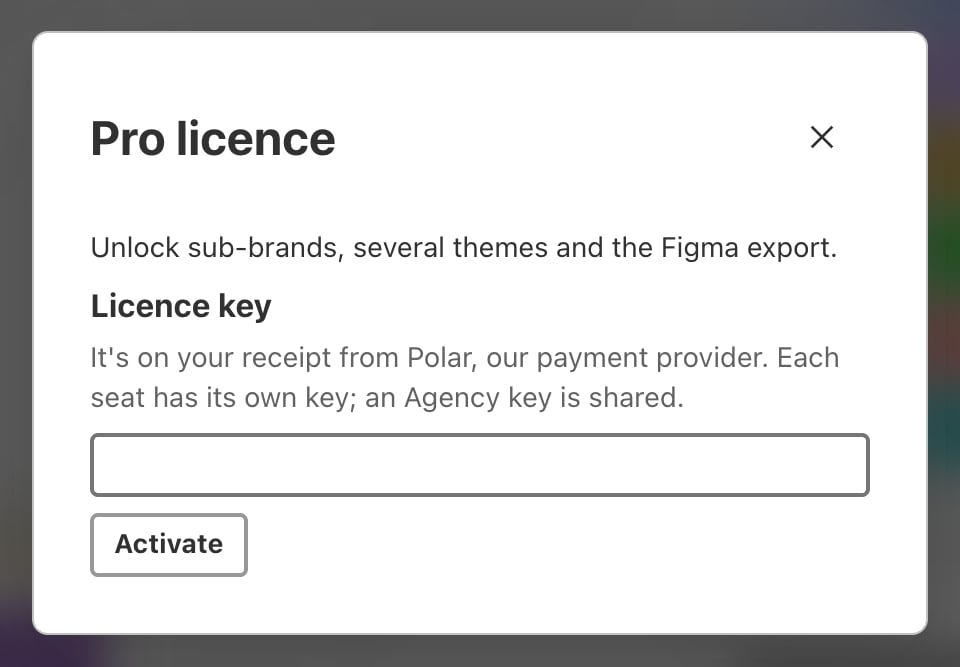 Pro licence
Unlock sub-brands, several themes and the Figma export.
Licence key
It's on your receipt from Polar, our payment provider. Each
seat has its own key; an Agency key is shared.
Activate